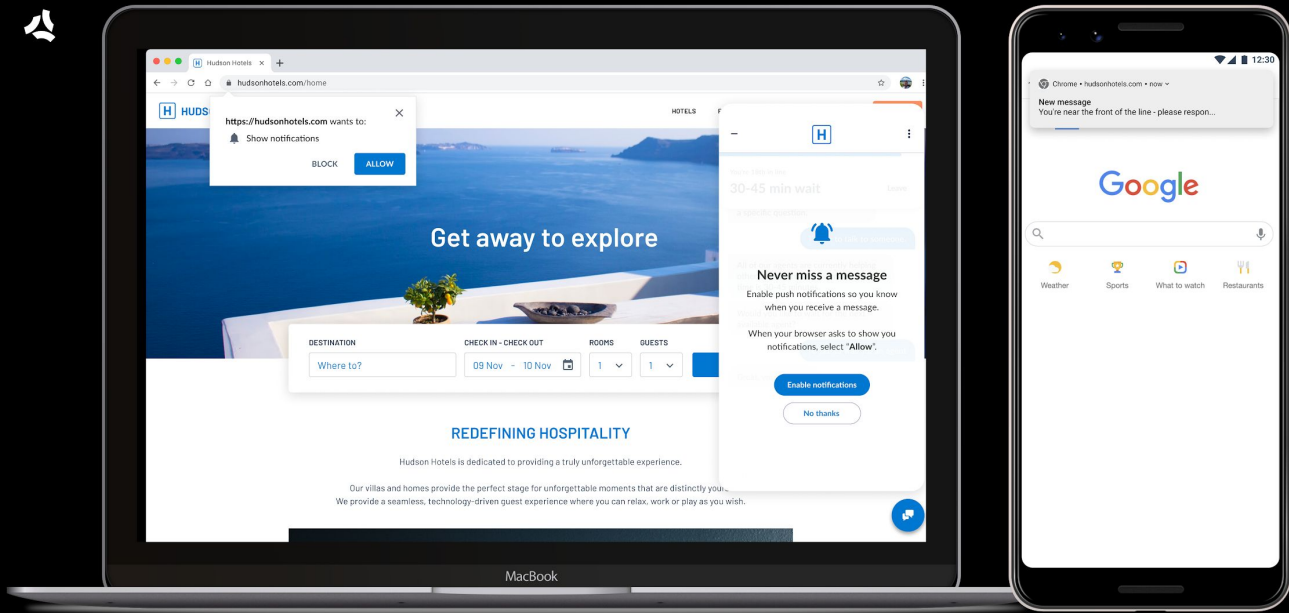 Hudson Hotels
hudsonhotels.com/home
H HUDS
HOTELS
https://hudsonhotels.com wants to:
Show notifications
BLOCK
ALLOW
Get away to explore
DESTINATION
CHECK IN - CHECK OUT
ROOMS
GUESTS
Where to?
09 Nov - 10 Nov
1
1
REDEFINING HOSPITALITY
Hudson Hotels is dedicated to providing a truly unforgettable experience.
Our villas and homes provide the perfect stage for unforgettable moments that are distinctly your
We provide a seamless, technology-driven guest experience where you can relax, work or play as you wish.
H
30-45 min wait
Never miss a message
Enable push notifications so you know
when you receive a message.
When your browser asks to show you
notifications, select "Allow".
Enable notifications
No thanks
MacBook
12:30
Chrome • hudsonhotels.com • now
New message
You're near the front of the line - please respon...
Google
Weather
Sports
What to watch
Restaurants